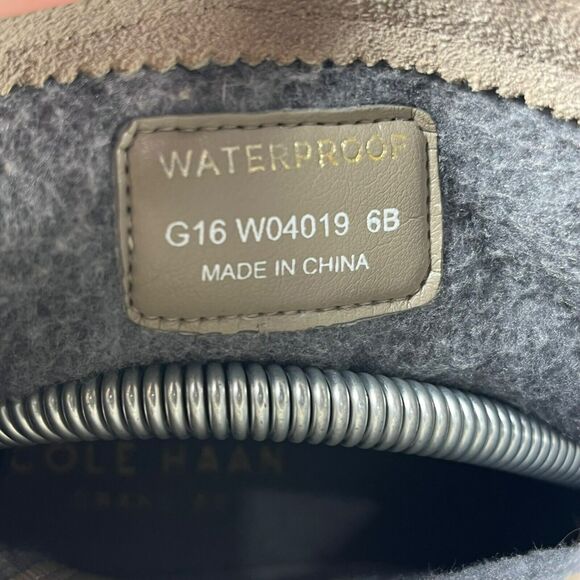 WATERPROOF
G16 W04019 6B
MADE IN CHINA
COLE HAAN